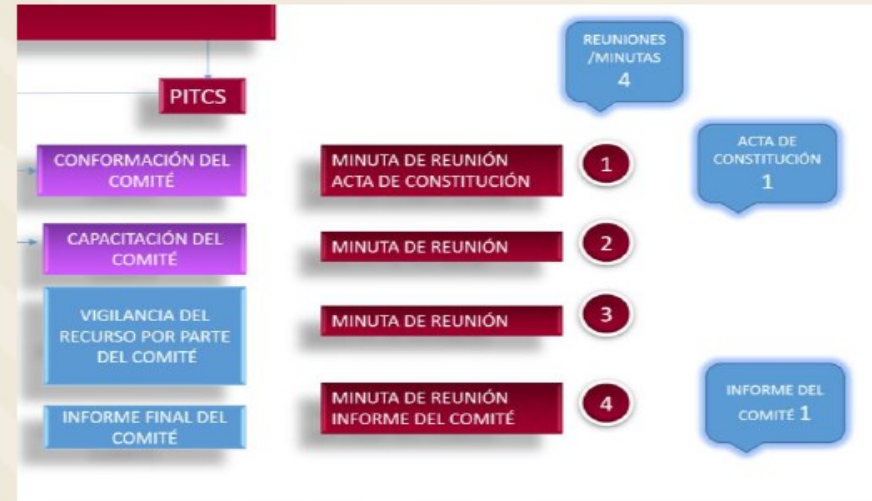 REUNIONES
/MINUTAS
4
PITCS
CONFORMACIÓN DEL
COMITÉ
MINUTA DE REUNIÓN
ACTA DE CONSTITUCIÓN
1
ACTA DE
CONSTITUCIÓN
1
CAPACITACIÓN DEL
COMITÉ
MINUTA DE REUNIÓN
2
VIGILANCIA DEL
RECURSO POR PARTE
DEL COMITÉ
MINUTA DE REUNIÓN
3
INFORME FINAL DEL
COMITÉ
MINUTA DE REUNIÓN
INFORME DEL COMITÉ
4
INFORME DEL
COMITÉ 1